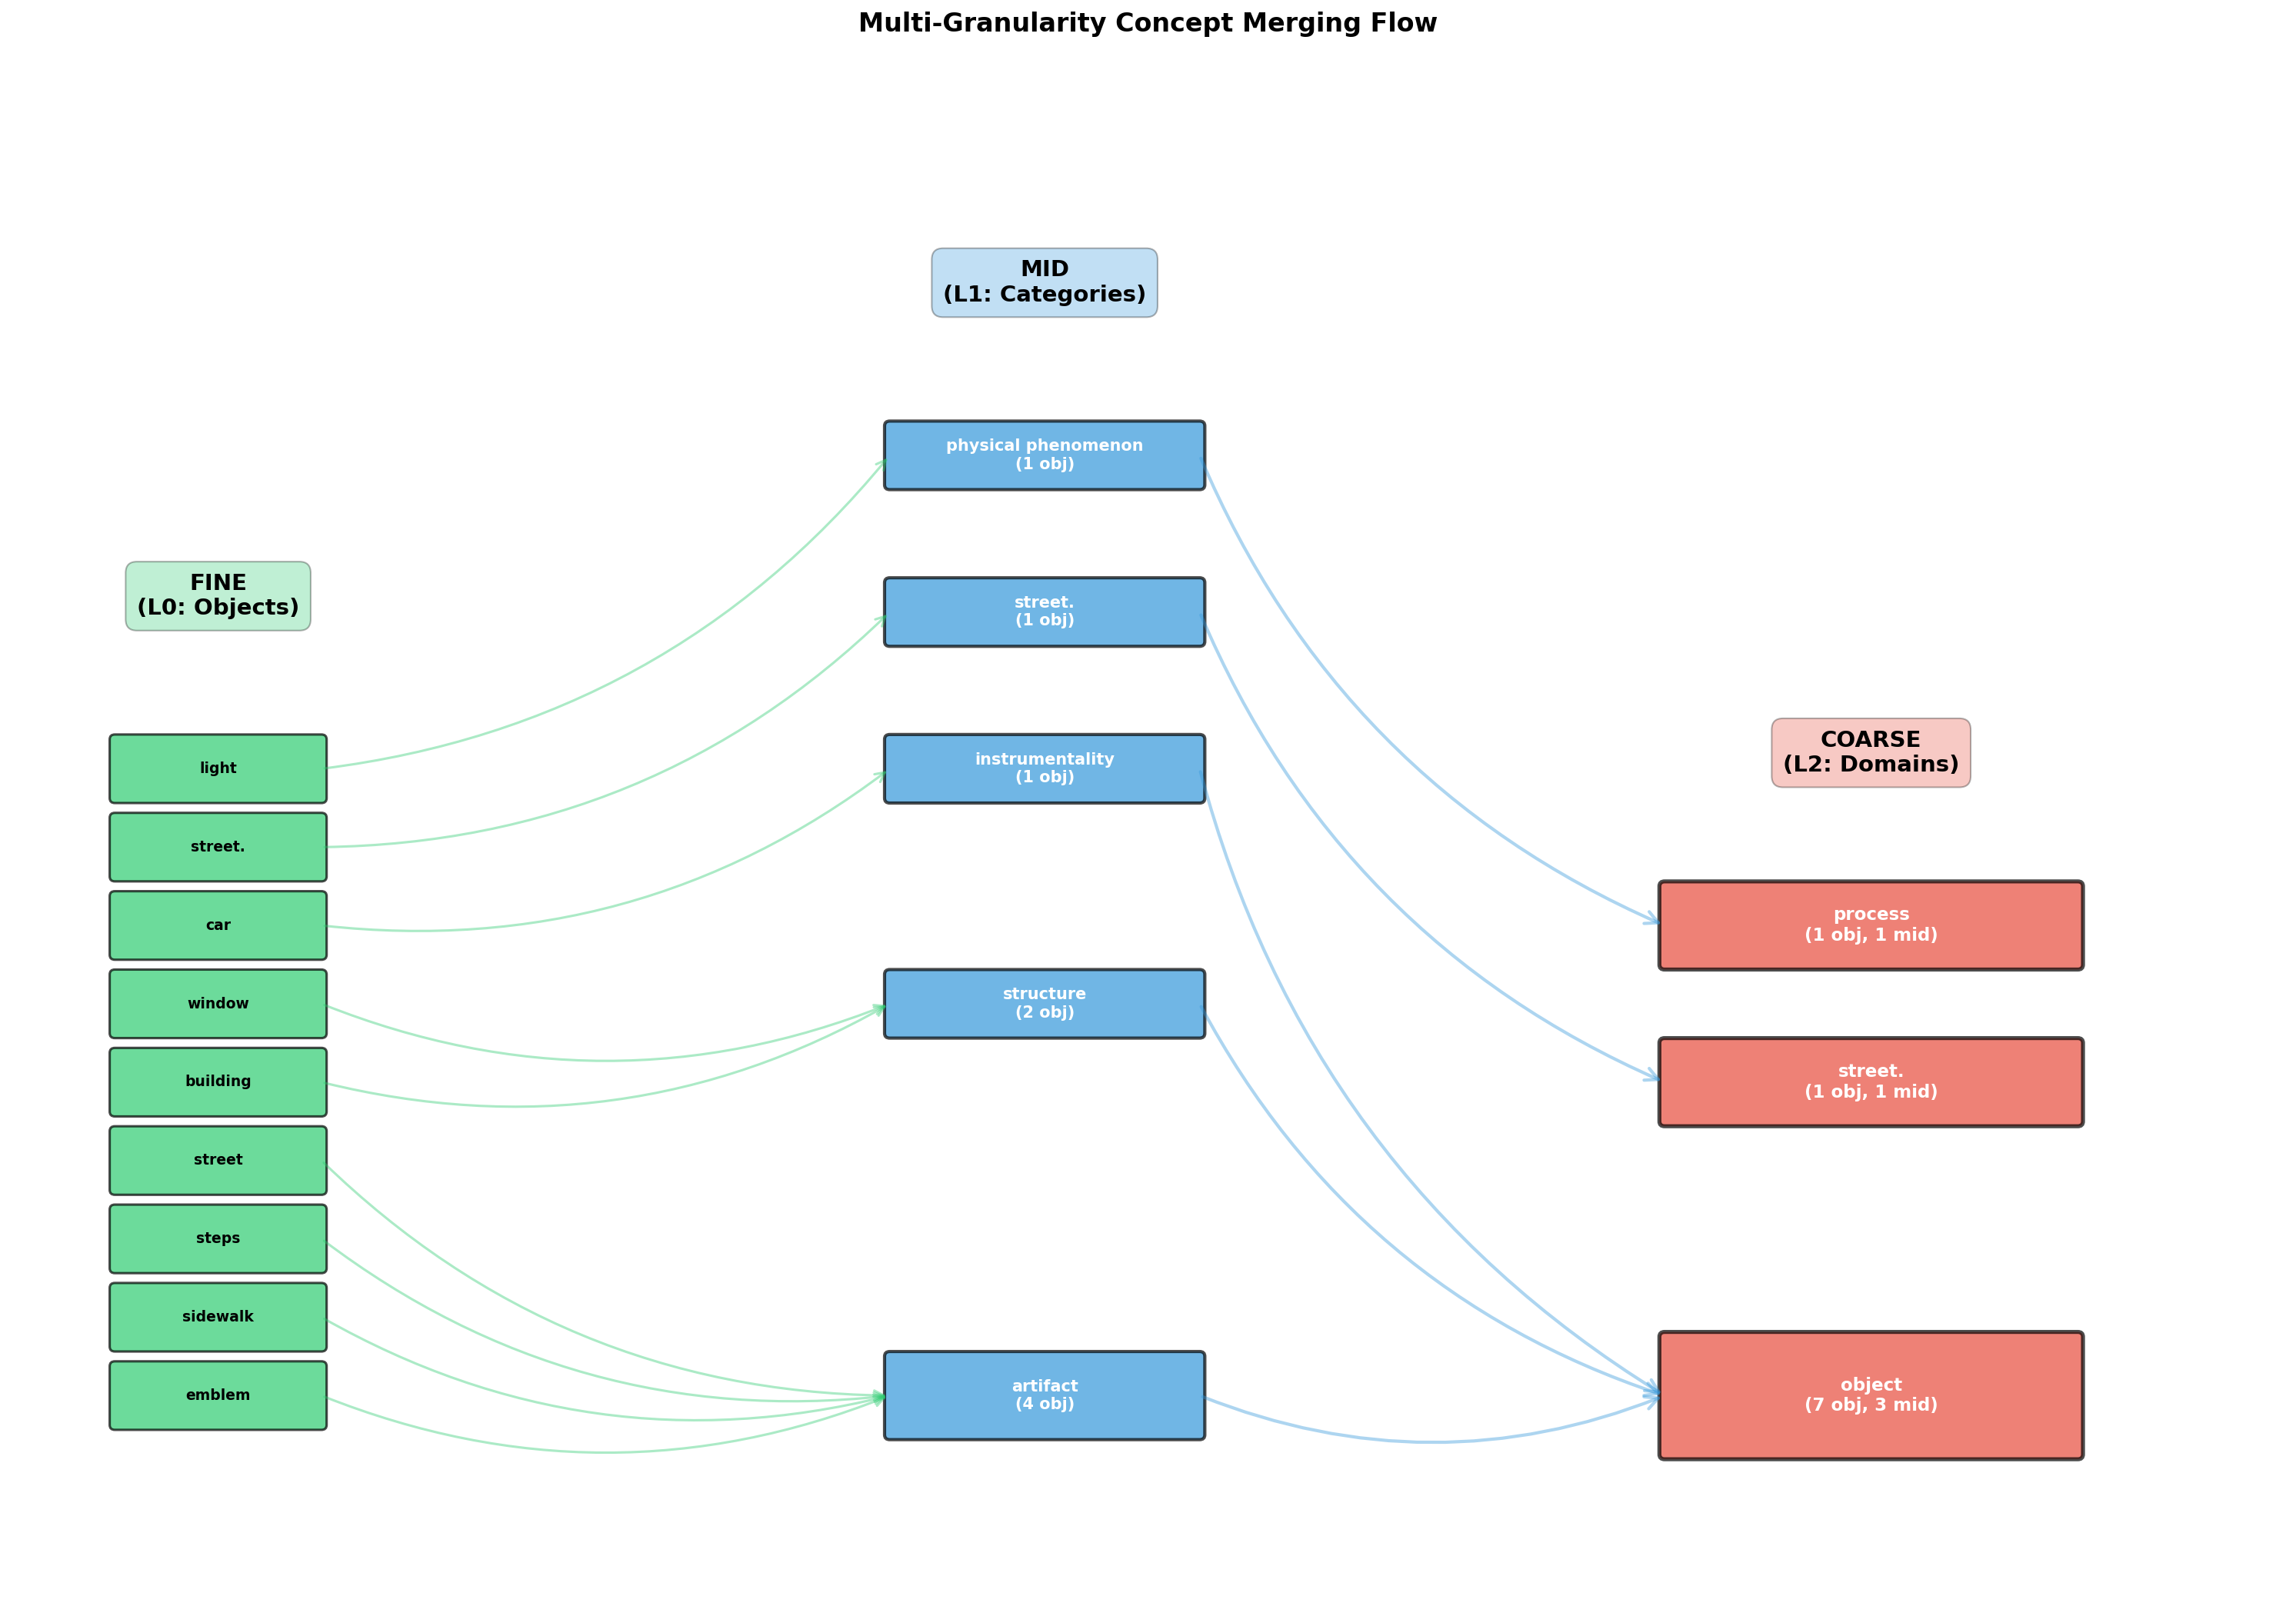 Multi-Granularity Concept Merging Flow
FINE
(L0: Objects)
light
street.
car
window
building
street
steps
sidewalk
emblem
MID
(L1: Categories)
physical phenomenon
(1 obj)
street.
(1 obj)
instrumentality
(1 obj)
structure
(2 obj)
artifact
(4 obj)
COARSE
(L2: Domains)
process
(1 obj, 1 mid)
street.
(1 obj, 1 mid)
object
(7 obj, 3 mid)